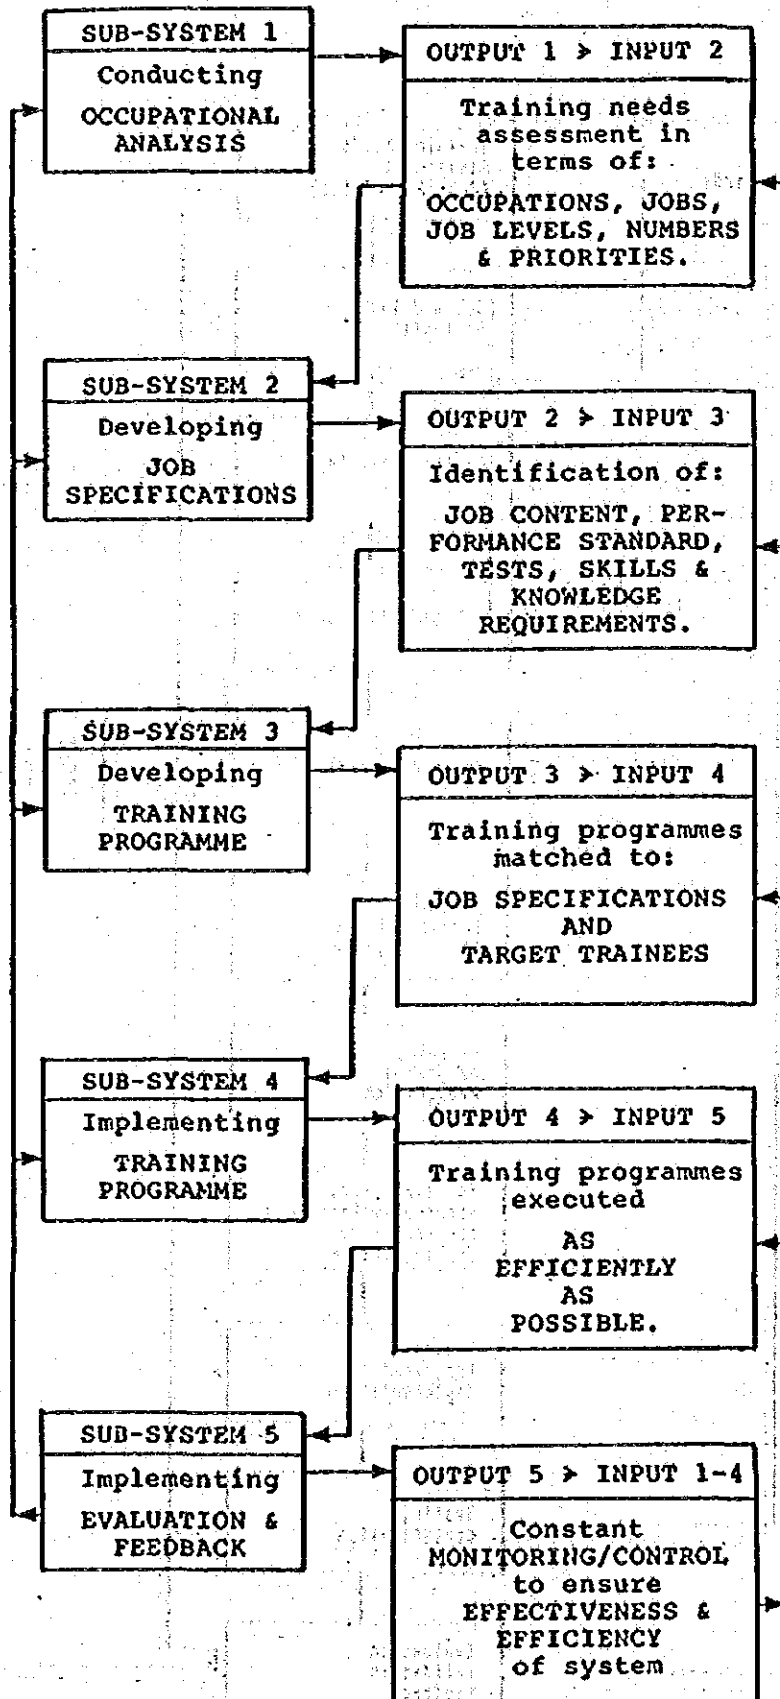 SUB-SYSTEM 1
Conducting
OCCUPATIONAL
ANALYSIS
OUTPUT 1 > INPUT 2
Training needs
assessment in
terms of:
OCCUPATIONS, JOBS,
JOB LEVELS, NUMBERS
& PRIORITIES.
SUB-SYSTEM 2
Developing
JOB
SPECIFICATIONS
OUTPUT 2 > INPUT 3
Identification of:
JOB CONTENT, PER-
FORMANCE STANDARD,
TESTS, SKILLS &
KNOWLEDGE
REQUIREMENTS.
SUB-SYSTEM 3
Developing
TRAINING
PROGRAMME
OUTPUT 3 > INPUT 4
Training programmes
matched to:
JOB SPECIFICATIONS
AND
TARGET TRAINEES
SUB-SYSTEM 4
Implementing
TRAINING
PROGRAMME
OUTPUT 4 > INPUT 5
Training programmes
executed
AS
EFFICIENTLY
AS
POSSIBLE.
SUB-SYSTEM 5
Implementing
EVALUATION &
FEEDBACK
OUTPUT 5 > INPUT 1-4
Constant
MONITORING/CONTROL
to ensure
EFFECTIVENESS &
EFFICIENCY
of system